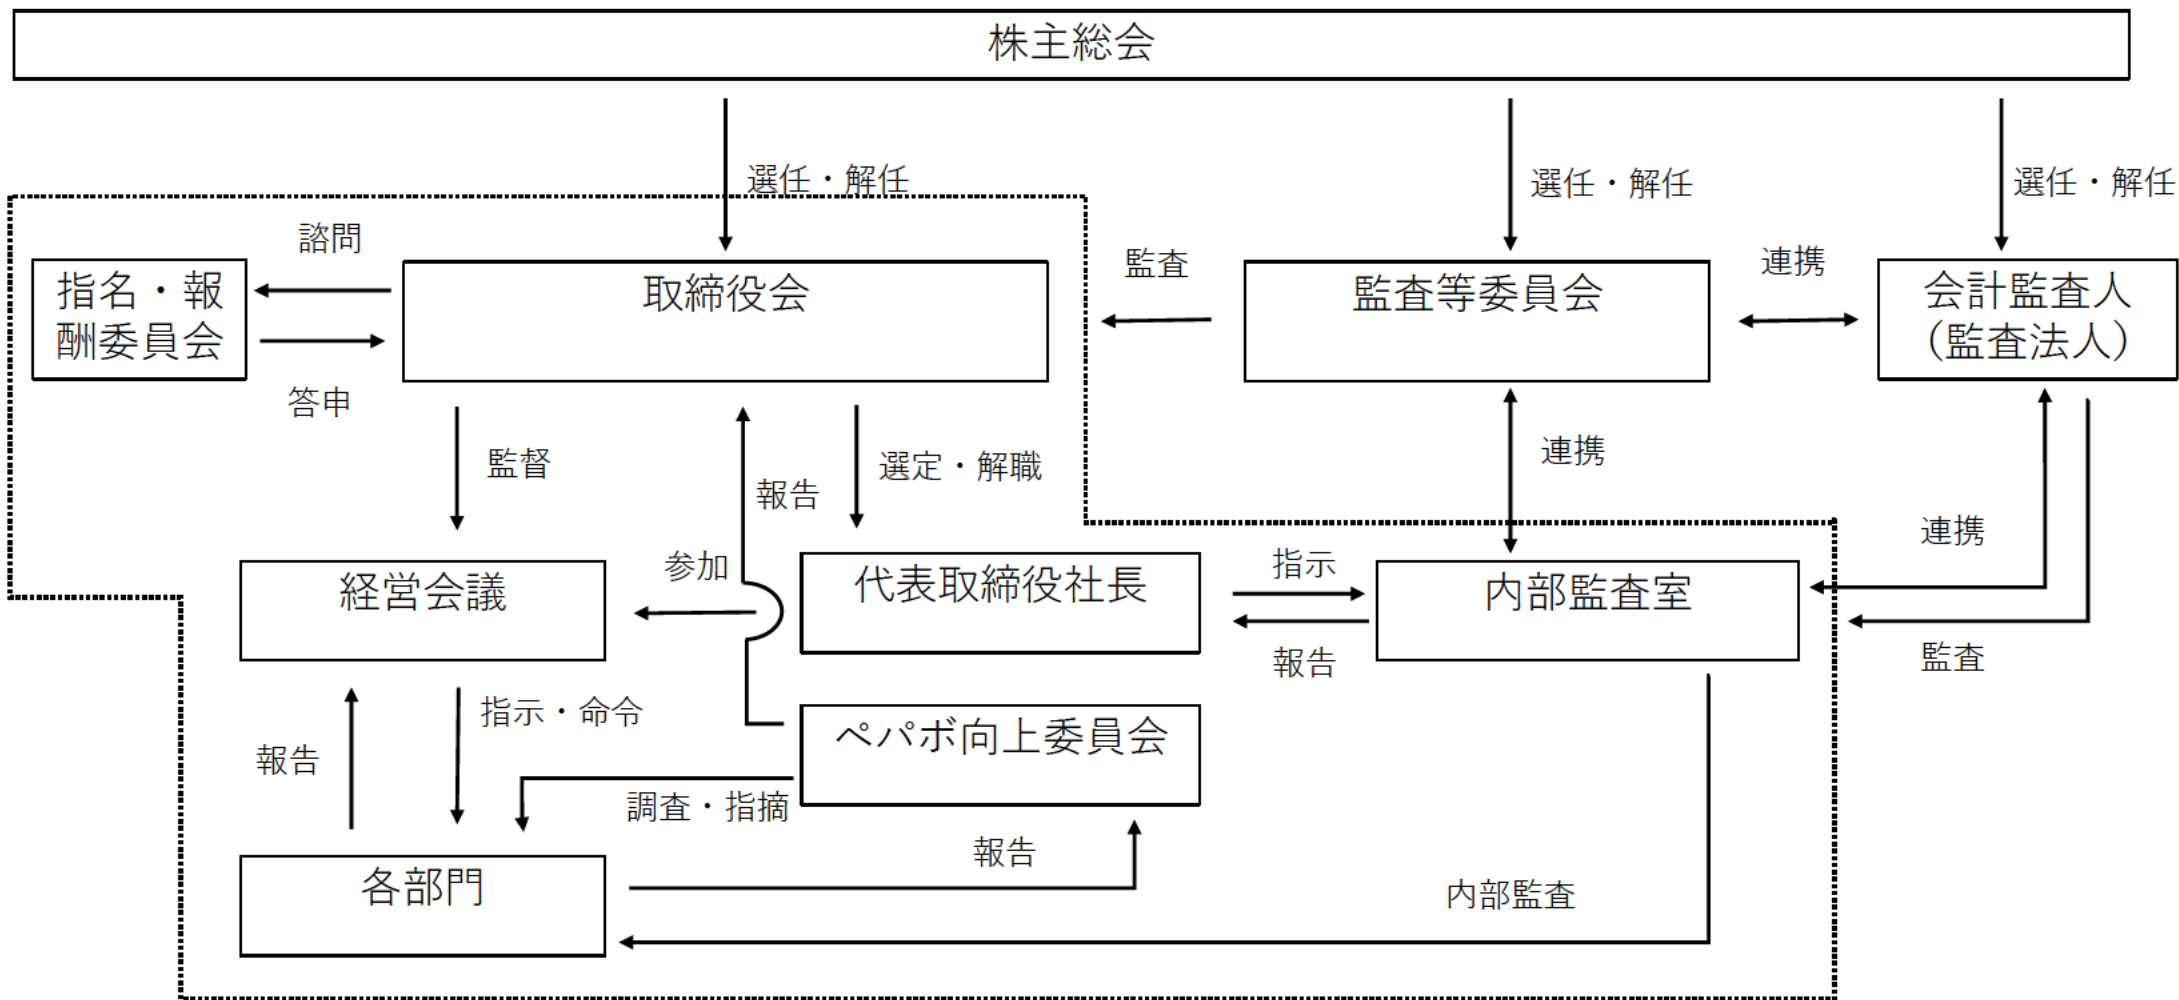 株主総会
選任・解任
選任・解任
選任・解任
諮問
監査
連携
指名・報
酬委員会
取締役会
監査等委員会
会計監査人
（監査法人）
答申
監督
選定・解職
報告
連携
連携
参加
指示
経営会議
代表取締役社長
内部監査室
報告
監査
指示・命令
ペパボ向上委員会
報告
調査・指摘
報告
各部門
内部監査